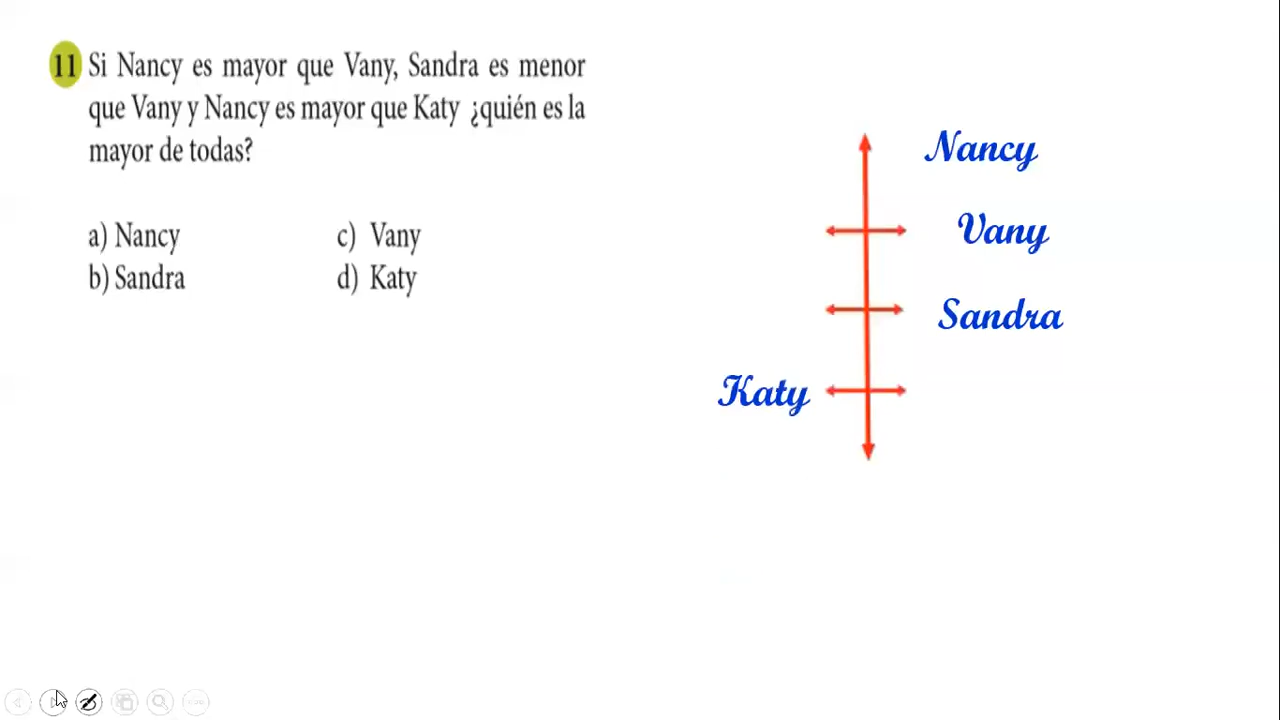 11 Si Nancy es mayor que Vany, Sandra es menor
que Vany y Nancy es mayor que Katy ¿quién es la
mayor de todas?
a) Nancy
c) Vany
b) Sandra
d) Katy
Nancy
Vany
Sandra
Katy